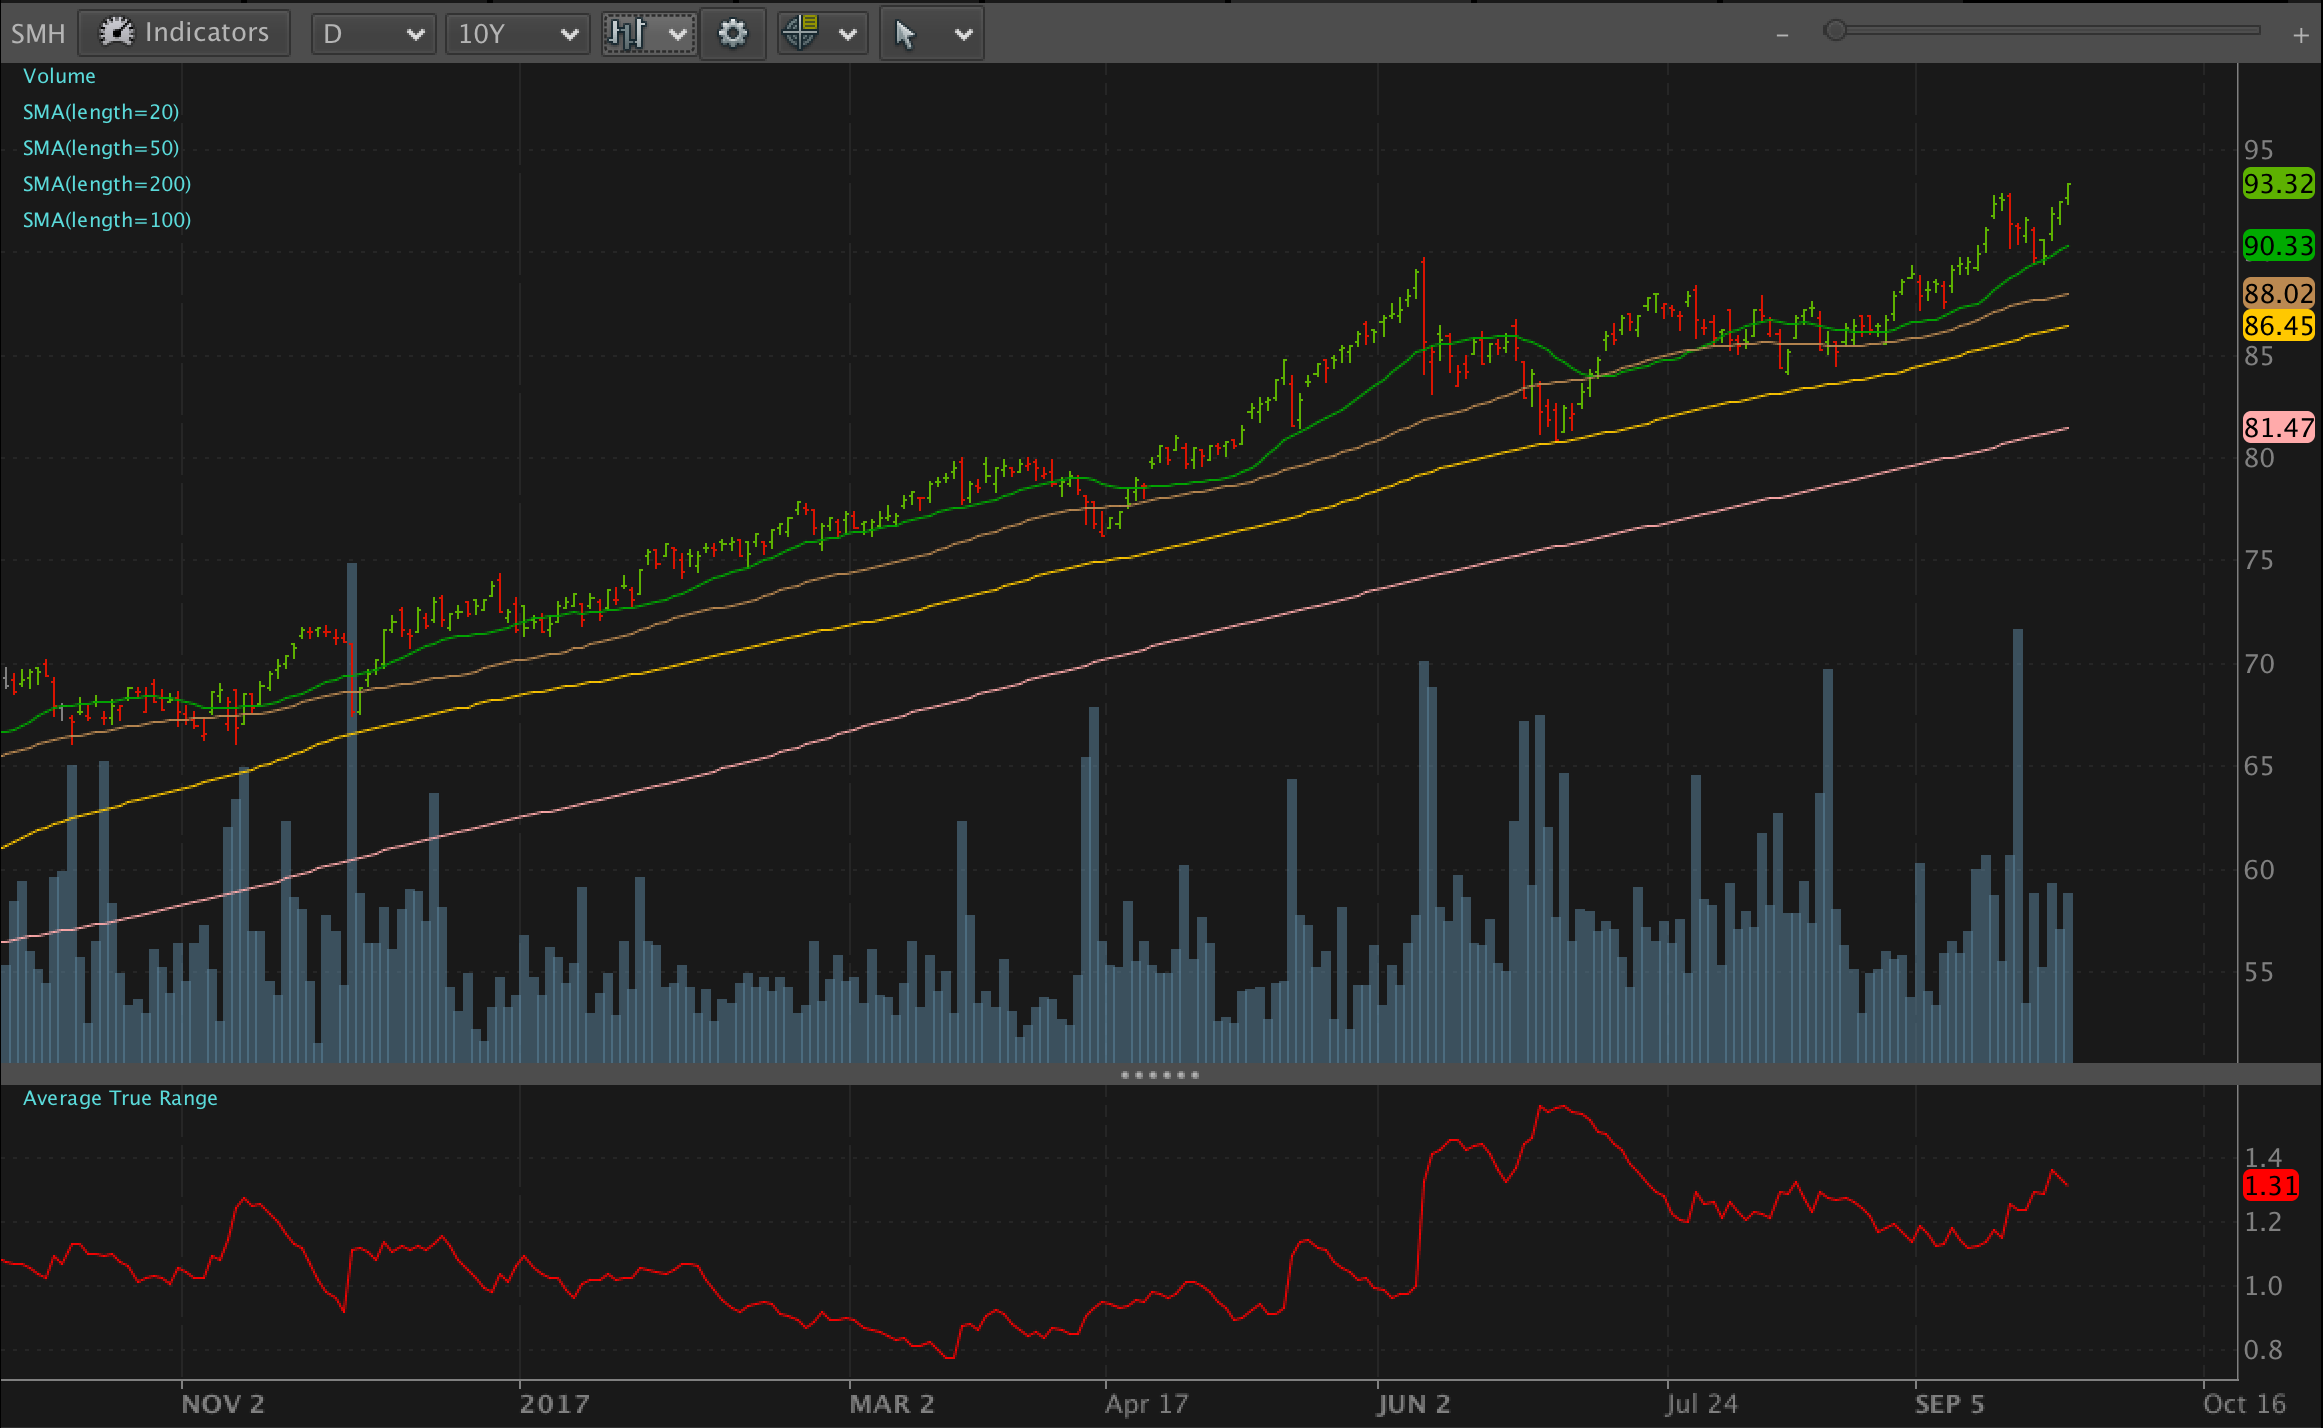 SMH Indicators D 10Y
Volume
SMA(length=20)
SMA(length=50)
SMA(length=200)
SMA(length=100)
95
93.32
90.33
88.02
86.45
85
81.47
80
75
70
65
60
55
Average True Range
1.4
1.31
1.2
1.0
0.8
NOV 2 2017 MAR 2 Apr 17 JUN 2 Jul 24 SEP 5 Oct 16